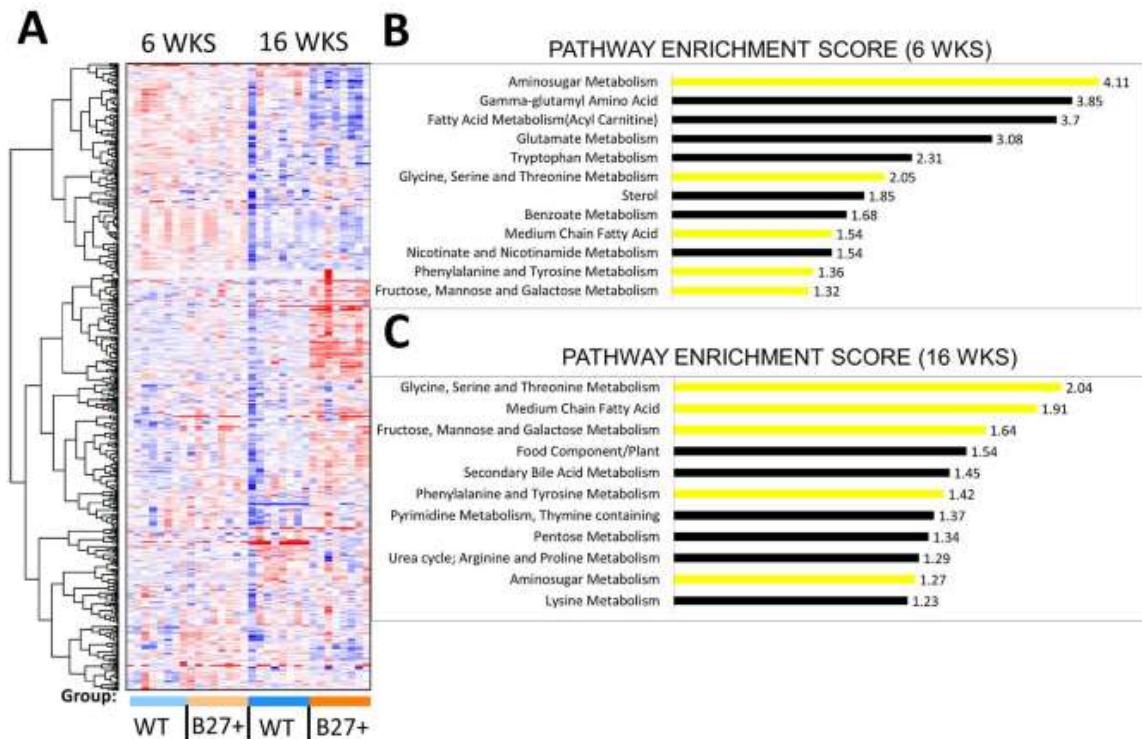 A
6 WKS 16 WKS
Group:
WT B27+ WT B27+
B
PATHWAY ENRICHMENT SCORE (6 WKS)
Aminosugar Metabolism 4.11
Gamma-glutamyl Amino Acid 3.85
Fatty Acid Metabolism(Acyl Carnitine) 3.7
Glutamate Metabolism 3.08
Tryptophan Metabolism 2.31
Glycine, Serine and Threonine Metabolism 2.05
Sterol 1.85
Benzoate Metabolism 1.68
Medium Chain Fatty Acid 1.54
Nicotinate and Nicotinamide Metabolism 1.54
Phenylalanine and Tyrosine Metabolism 1.36
Fructose, Mannose and Galactose Metabolism 1.32
C
PATHWAY ENRICHMENT SCORE (16 WKS)
Glycine, Serine and Threonine Metabolism 2.04
Medium Chain Fatty Acid 1.91
Fructose, Mannose and Galactose Metabolism 1.64
Food Component/Plant 1.54
Secondary Bile Acid Metabolism 1.45
Phenylalanine and Tyrosine Metabolism 1.42
Pyrimidine Metabolism, Thymine containing 1.37
Pentose Metabolism 1.34
Urea cycle; Arginine and Proline Metabolism 1.29
Aminosugar Metabolism 1.27
Lysine Metabolism 1.23